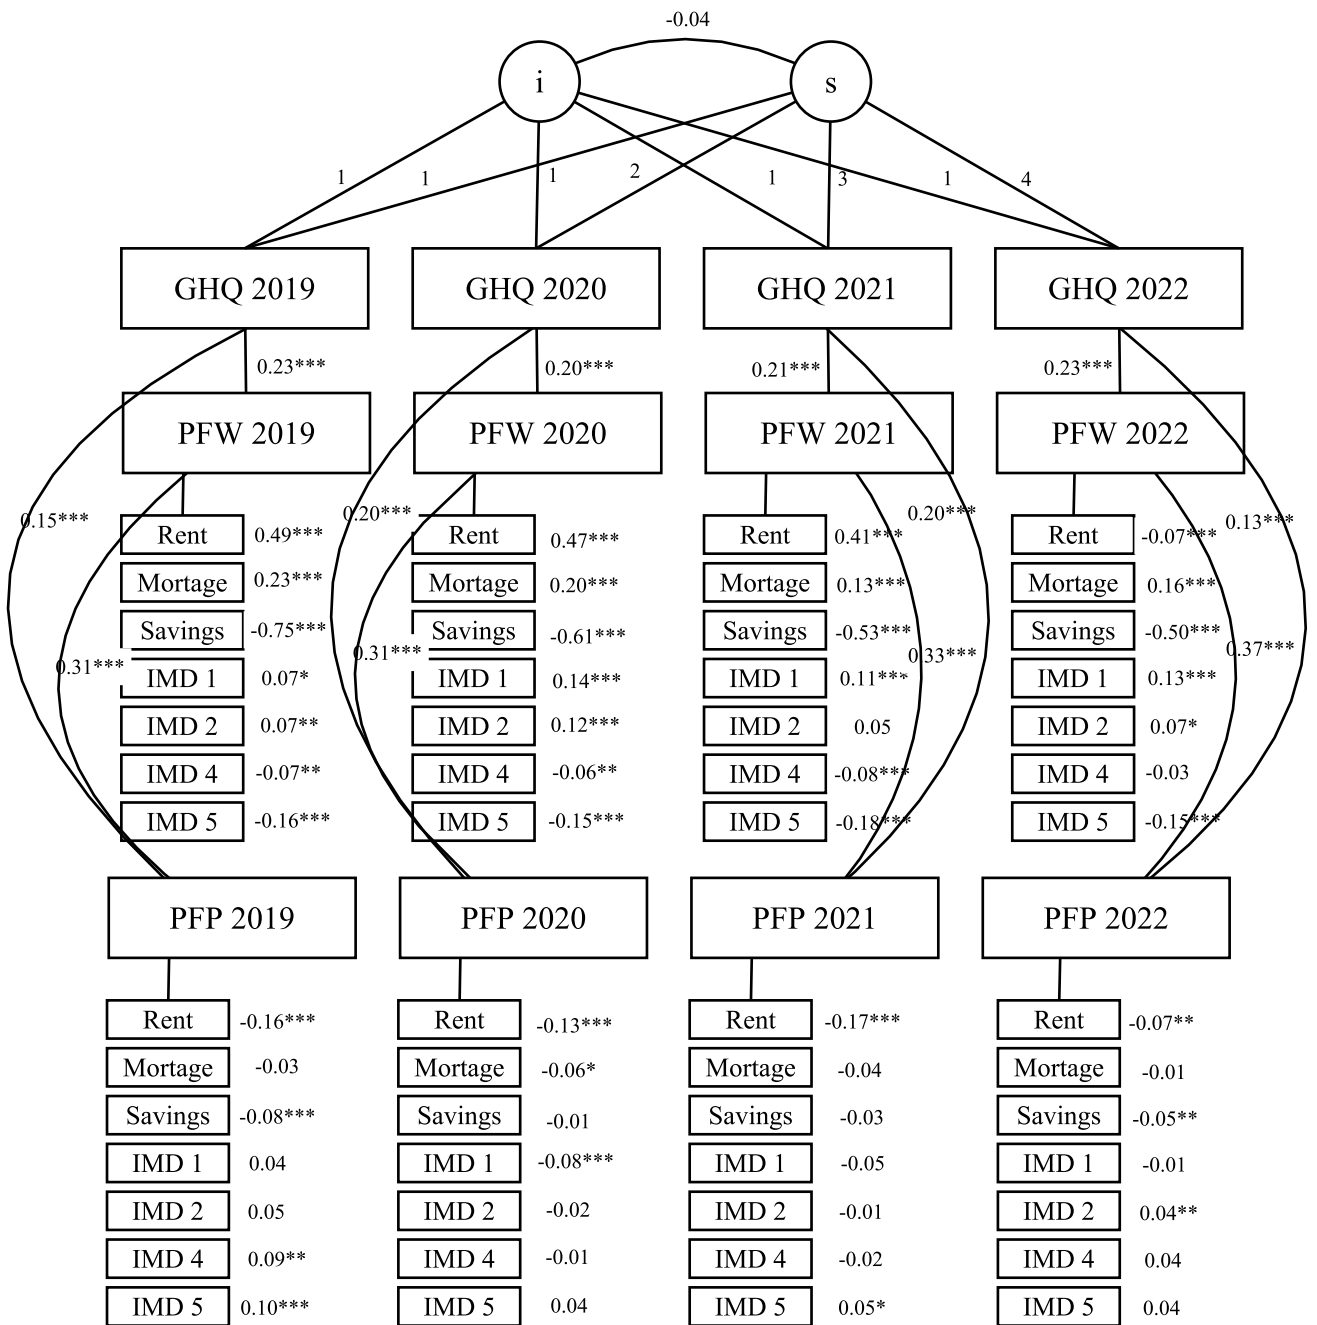 -0.04
i s
1 1 1 2 1 3 1 4
GHQ 2019 GHQ 2020 GHQ 2021 GHQ 2022
0.23*** 0.20*** 0.21*** 0.23***
PFW 2019 PFW 2020 PFW 2021 PFW 2022
0.15*** 0.20*** 0.20*** 0.13***
Rent 0.49*** Rent 0.47*** Rent 0.41*** Rent -0.07***
Mortage 0.23*** Mortage 0.20*** Mortage 0.13*** Mortage 0.16***
Savings -0.75*** Savings -0.61*** Savings -0.53*** Savings -0.50***
0.31*** 0.31*** 0.33*** 0.37***
IMD 1 0.07* IMD 1 0.14*** IMD 1 0.11*** IMD 1 0.13***
IMD 2 0.07** IMD 2 0.12*** IMD 2 0.05 IMD 2 0.07*
IMD 4 -0.07** IMD 4 -0.06** IMD 4 -0.08*** IMD 4 -0.03
IMD 5 -0.16*** IMD 5 -0.15*** IMD 5 -0.18*** IMD 5 -0.15***
PFP 2019 PFP 2020 PFP 2021 PFP 2022
Rent -0.16*** Rent -0.13*** Rent -0.17*** Rent -0.07**
Mortage -0.03 Mortage -0.06* Mortage -0.04 Mortage -0.01
Savings -0.08*** Savings -0.01 Savings -0.03 Savings -0.05**
IMD 1 0.04 IMD 1 -0.08*** IMD 1 -0.05 IMD 1 -0.01
IMD 2 0.05 IMD 2 -0.02 IMD 2 -0.01 IMD 2 0.04**
IMD 4 0.09** IMD 4 -0.01 IMD 4 -0.02 IMD 4 0.04
IMD 5 0.10*** IMD 5 0.04 IMD 5 0.05* IMD 5 0.04